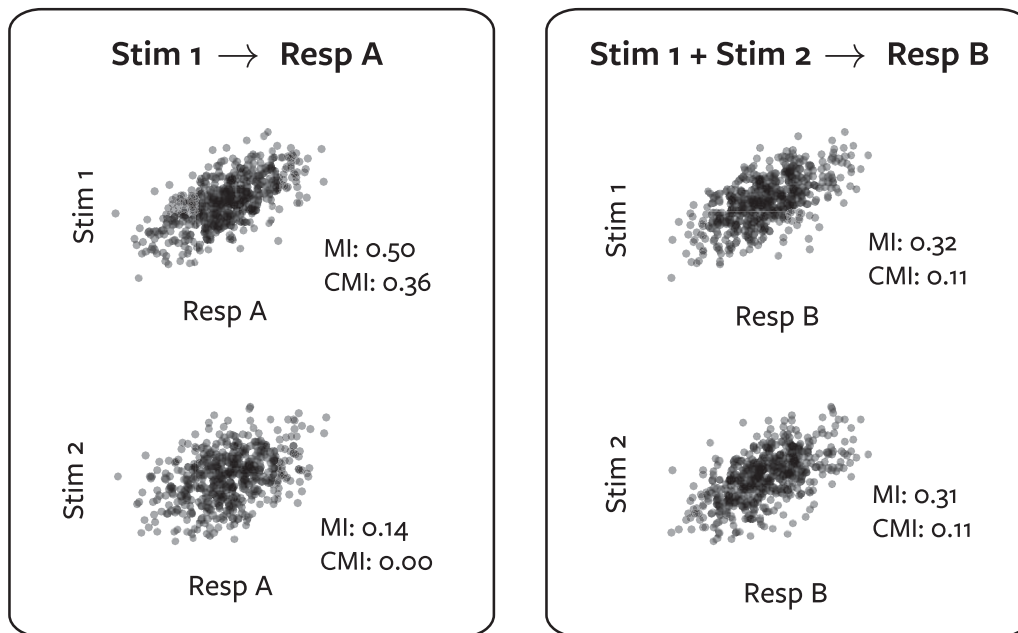 Stim 1 → Resp A
Stim 1
MI: 0.50
CMI: 0.36
Resp A
Stim 2
MI: 0.14
CMI: 0.00
Resp A
Stim 1 + Stim 2 → Resp B
Stim 1
MI: 0.32
CMI: 0.11
Resp B
Stim 2
MI: 0.31
CMI: 0.11
Resp B